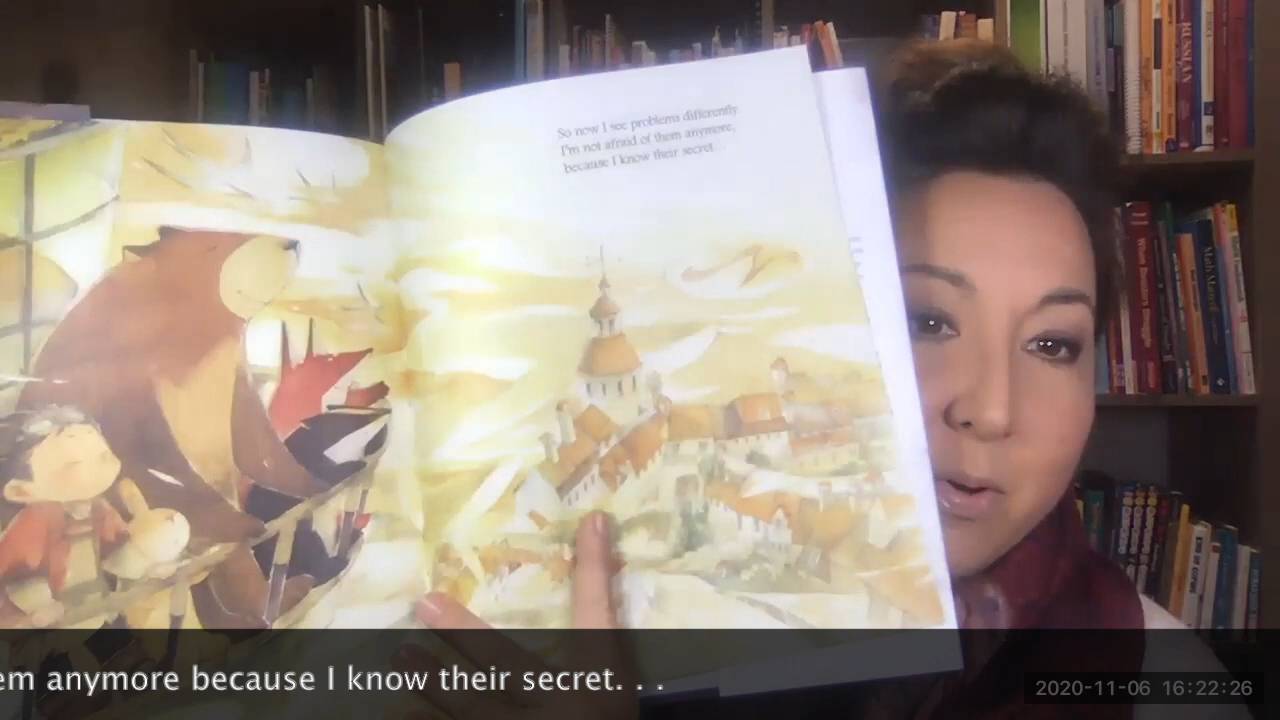 So now I see problems differently.
I'm not afraid of them anymore,
because I know their secret...
RUSSIAN
em anymore because I know their secret. . .
2020-11-06 16:22:26